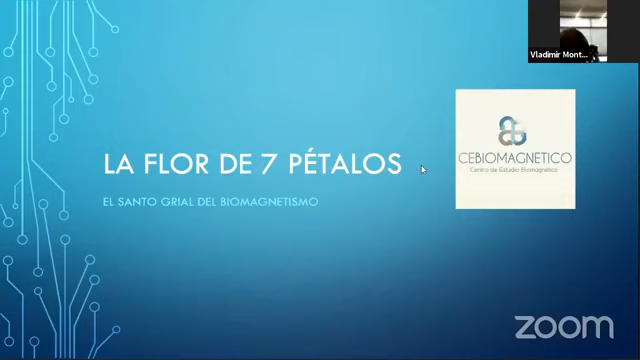 Vladimir Mont...
LA FLOR DE 7 PÉTALOS
EL SANTO GRIAL DEL BIOMAGNETISMO
CEBIOMAGNETICO
Centro de Estudio Biomagnético
zoom